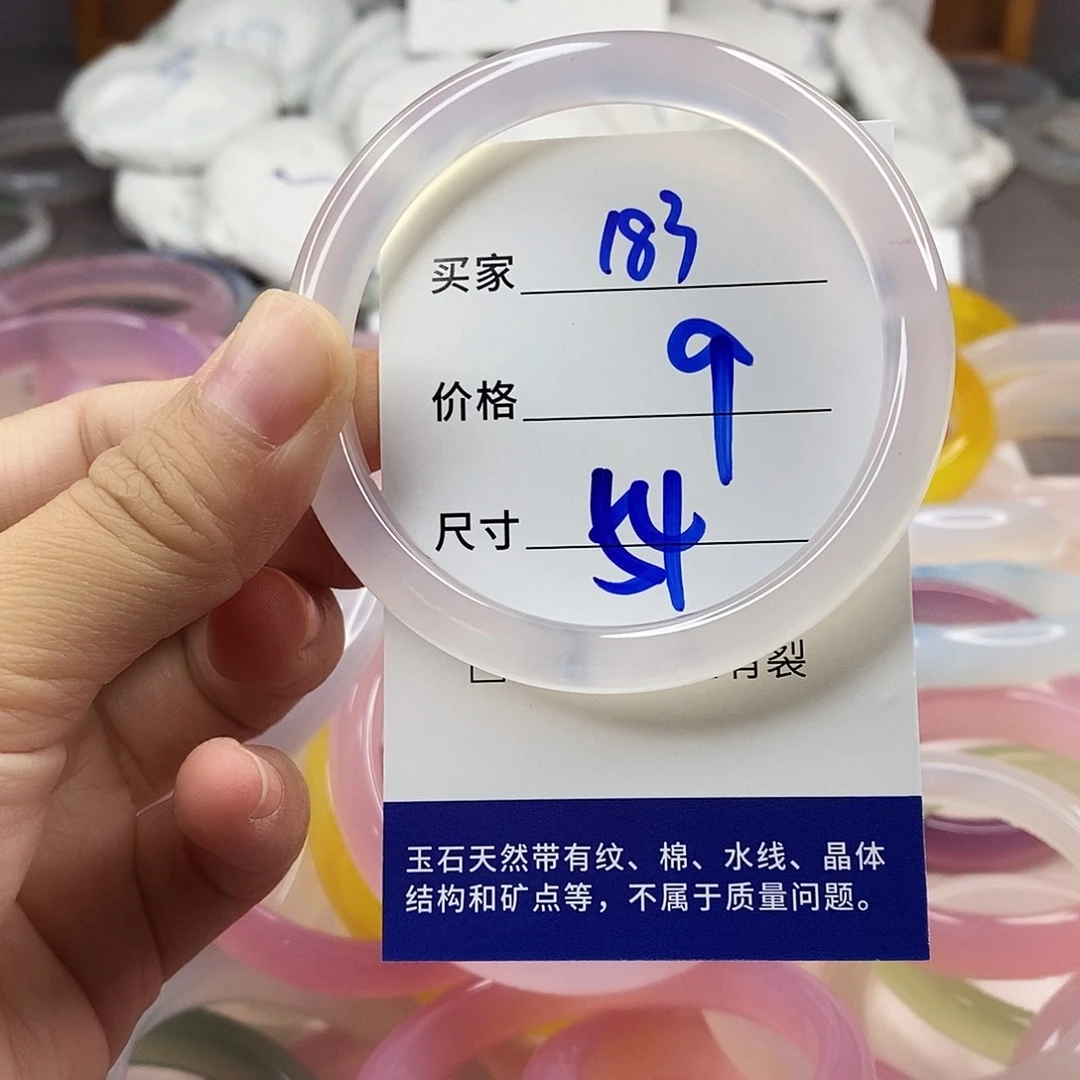 买家 183
价格 9
尺寸 54
有裂
玉石天然带有纹、棉、水线、晶体
结构和矿点等，不属于质量问题。